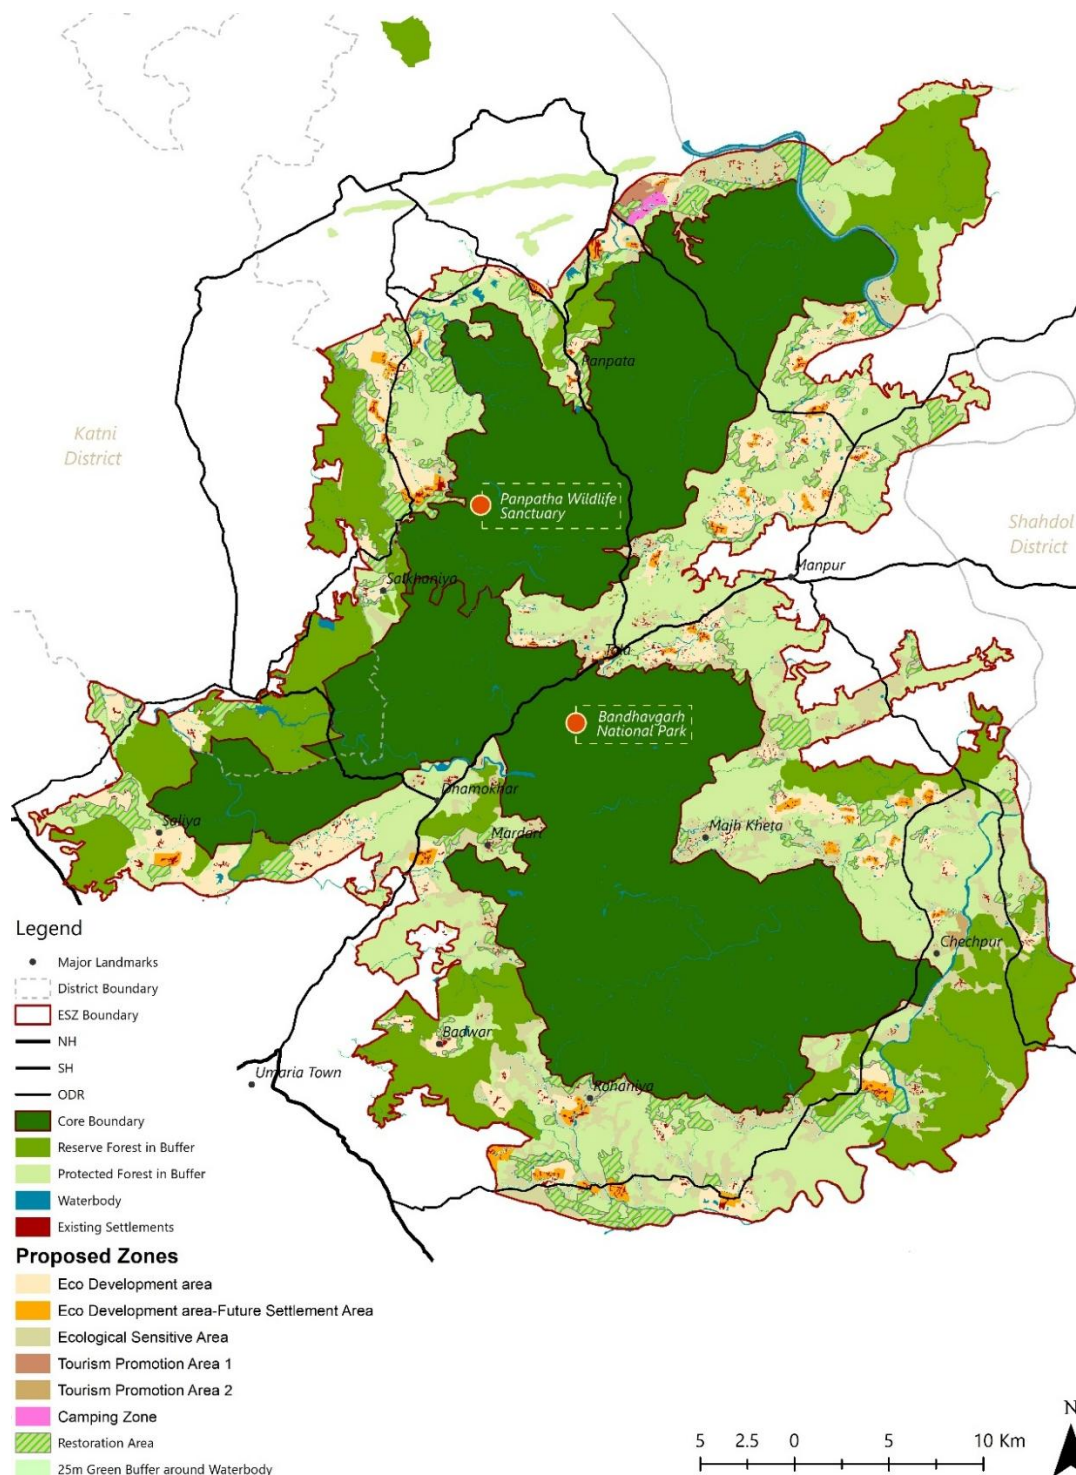 Katni
District
Panpata
Panpatha Wildlife
Sanctuary
Shahdol
District
Manpur
Salkhaniya
Tala
Bandhavgarh
National Park
Dhamokhar
Saliya
Mardari
Majh Kheta
Chechpur
Badwar
Umaria Town
Rohaniya
Legend
Major Landmarks
District Boundary
ESZ Boundary
NH
SH
ODR
Core Boundary
Reserve Forest in Buffer
Protected Forest in Buffer
Waterbody
Existing Settlements
Proposed Zones
Eco Development area
Eco Development area-Future Settlement Area
Ecological Sensitive Area
Tourism Promotion Area 1
Tourism Promotion Area 2
Camping Zone
Restoration Area
25m Green Buffer around Waterbody
N
5 2.5 0 5 10 Km